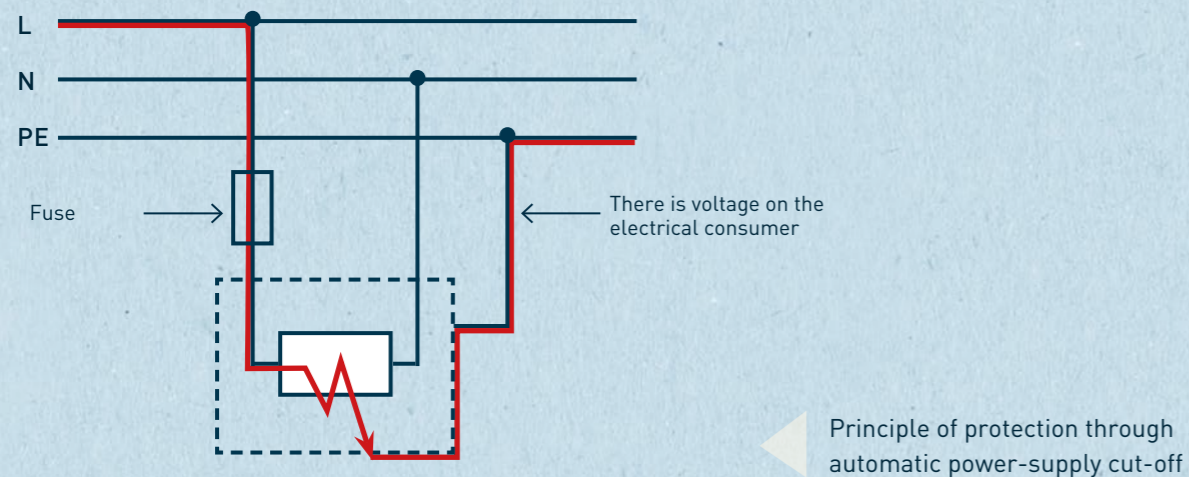 L
N
PE
Fuse
There is voltage on the
electrical consumer
Principle of protection through
automatic power-supply cut-off